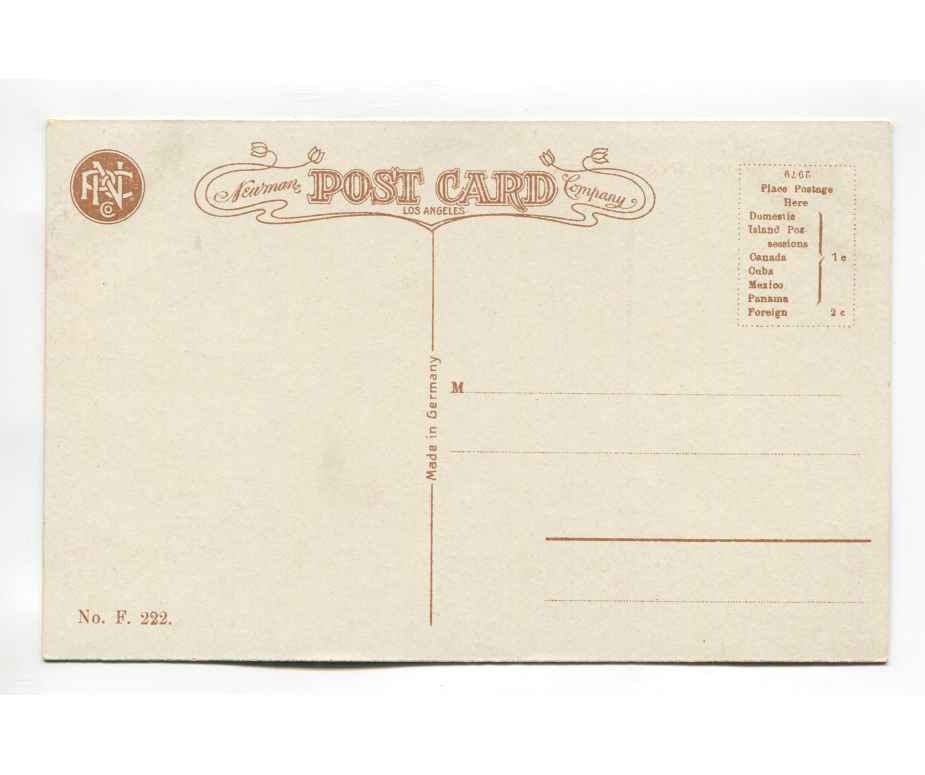 Newman POST CARD Company
LOS ANGELES
Place Postage
Here
Domestic
Island Pos-
sessions
Canada 1 c
Cuba
Mexico
Panama
Foreign 2 c
M
Made in Germany
No. F. 222.